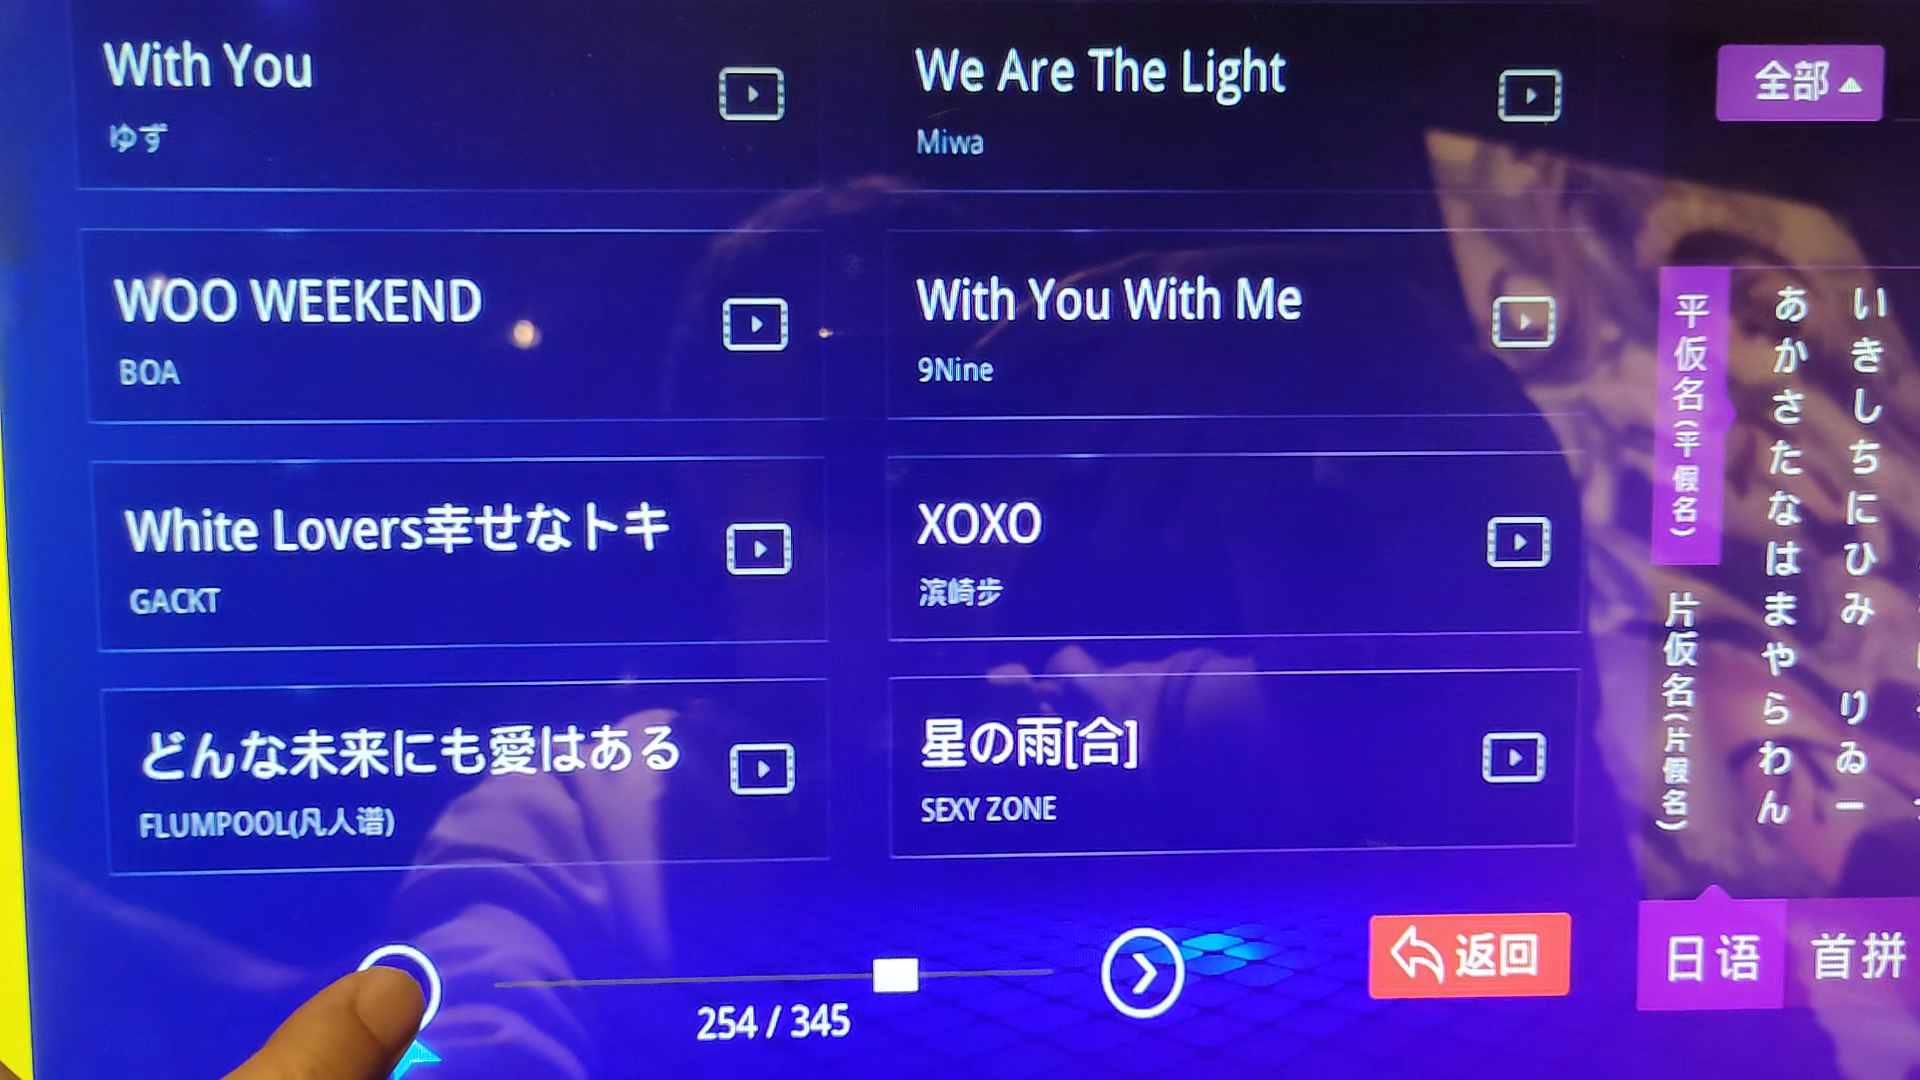 With You
ゆず
We Are The Light
Miwa
全部
WOO WEEKEND
BOA
With You With Me
9Nine
White Lovers幸せなトキ
GACKT
XOXO
滨崎步
どんな未来にも愛はある
FLUMPOOL(凡人谱)
星の雨[合]
SEXY ZONE
254 / 345
返回
平仮名(平假名)
片仮名(片假名)
あかさたなはまやらわん
いきしちにひみ りゐー
日语
首拼